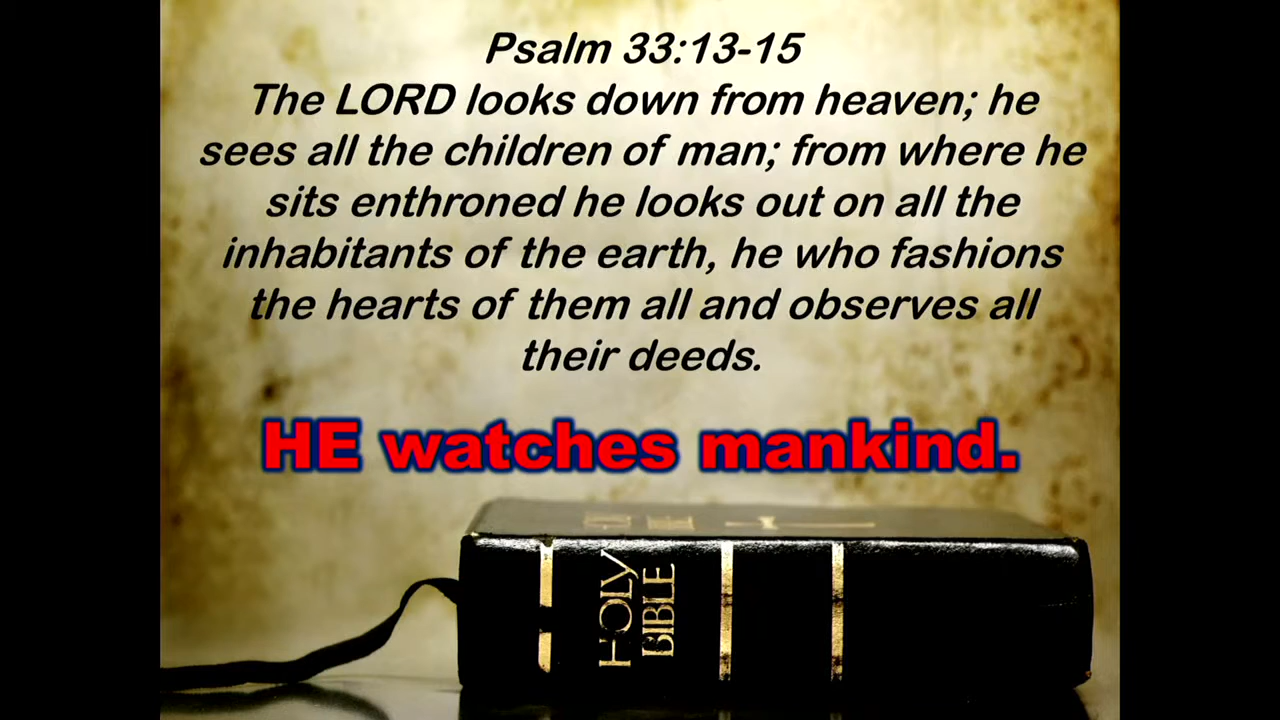 Psalm 33:13-15
The LORD looks down from heaven; he
sees all the children of man; from where he
sits enthroned he looks out on all the
inhabitants of the earth, he who fashions
the hearts of them all and observes all
their deeds.
HE watches mankind.
HOLY
BIBLE